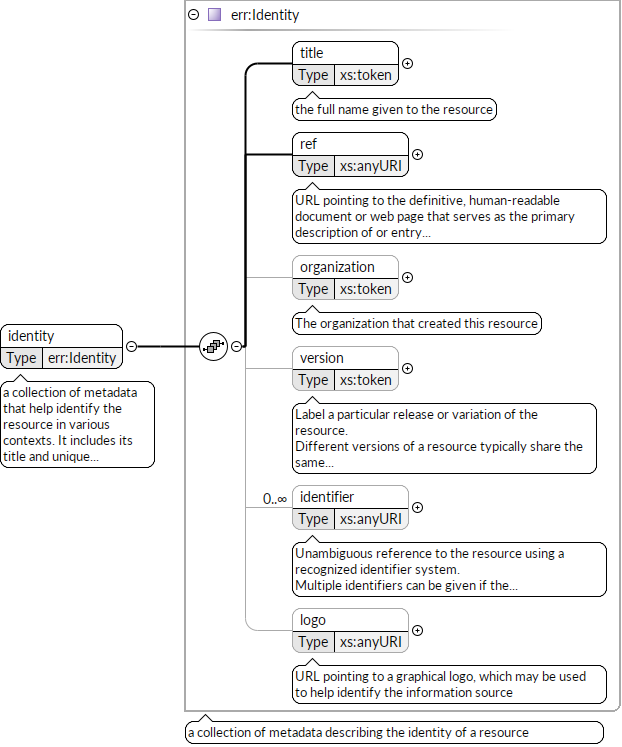 err:Identity
title
Type xs:token
the full name given to the resource
ref
Type xs:anyURI
URL pointing to the definitive, human-readable
document or web page that serves as the primary
description of or entry...
organization
Type xs:token
The organization that created this resource
identity
Type err:Identity
a collection of metadata
that help identify the
resource in various
contexts. It includes its
title and unique...
version
Type xs:token
Label a particular release or variation of the
resource.
Different versions of a resource typically share the
same...
0..∞
identifier
Type xs:anyURI
Unambiguous reference to the resource using a
recognized identifier system.
Multiple identifiers can be given if the...
logo
Type xs:anyURI
URL pointing to a graphical logo, which may be used
to help identify the information source
a collection of metadata describing the identity of a resource